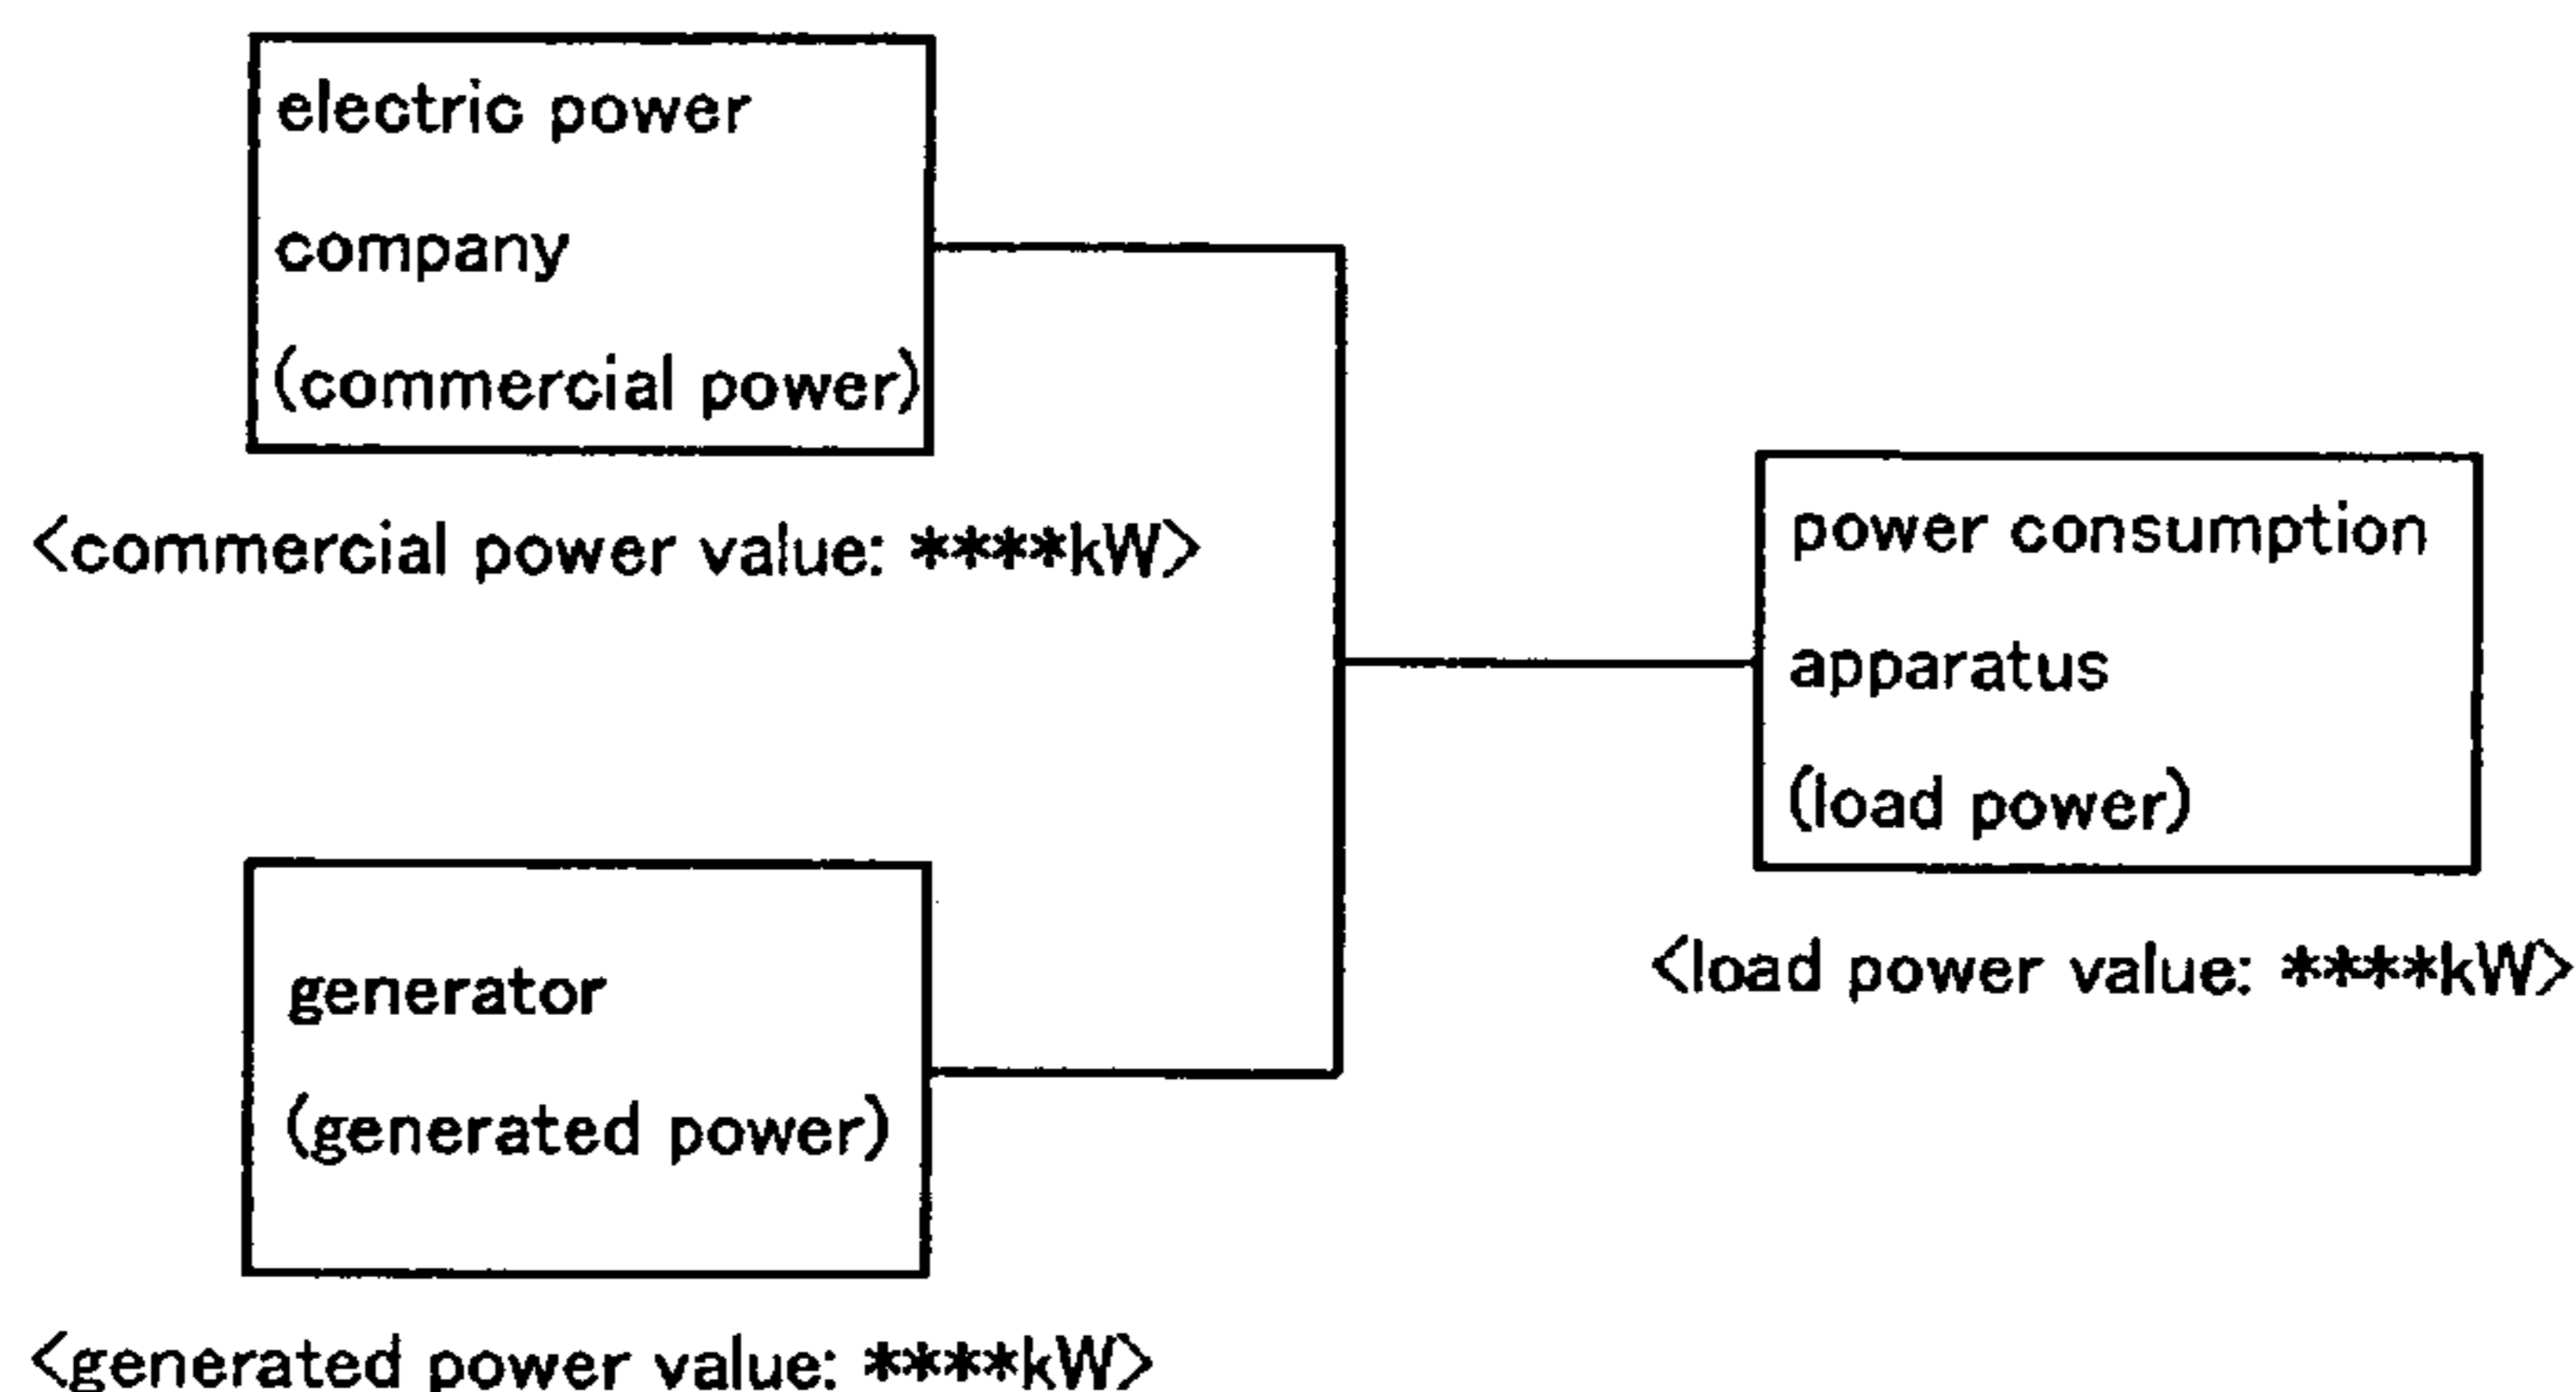 electric power
company
(commercial power)
<commercial power value: ****kW>
power consumption
apparatus
(load power)
<load power value: ****kW>
generator
(generated power)
<generated power value: ****kW>